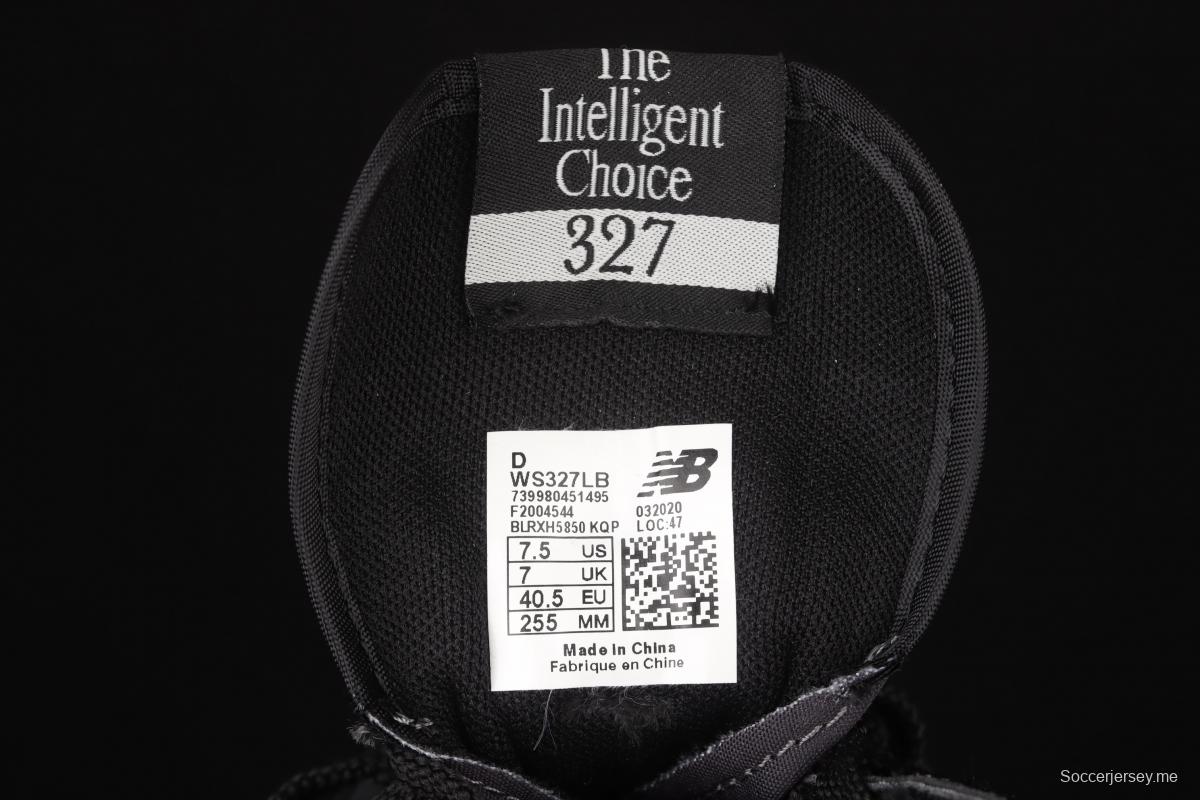 The
Intelligent
Choice
327
D
WS327LB
739980451495
F2004544
BLRXH5850 KQP
NB
032020
LOC:47
7.5 US
7 UK
40.5 EU
255 MM
Made in China
Fabrique en Chine
Soccerjersey.me